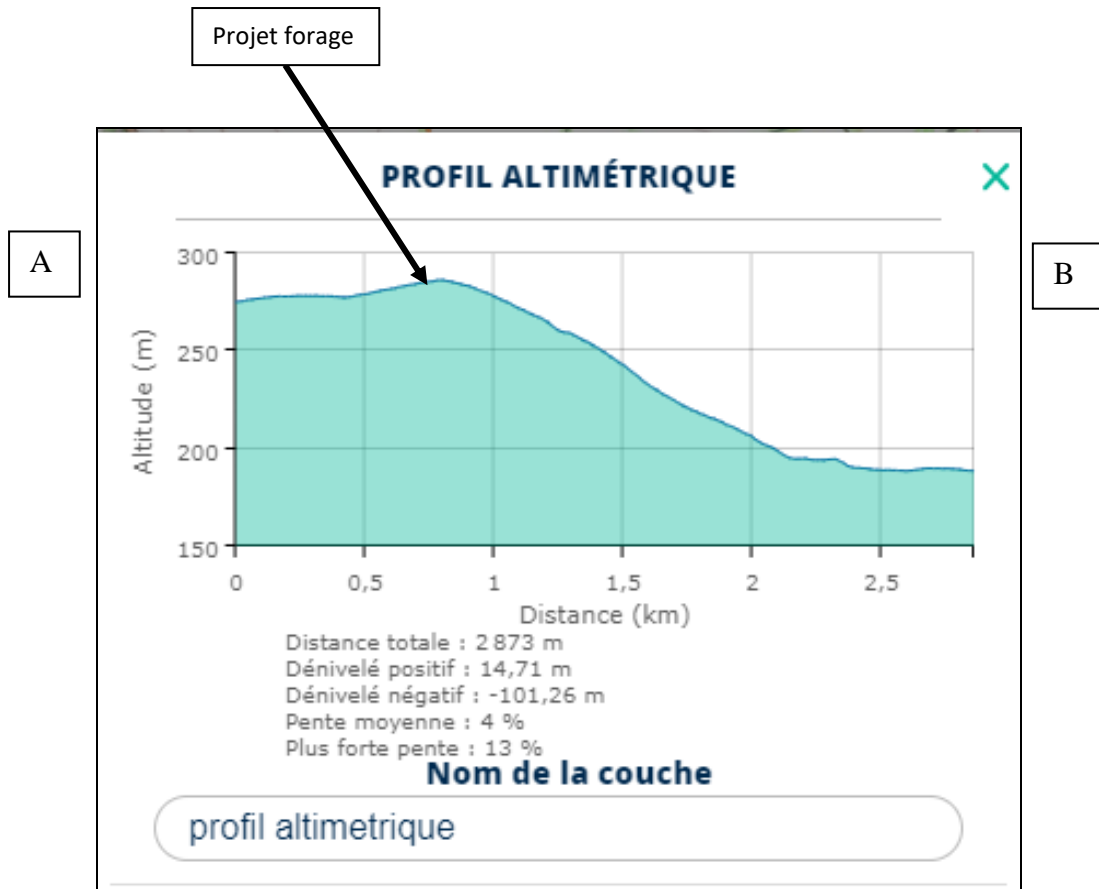 Projet forage
PROFIL ALTIMÉTRIQUE
A
B
300
250
200
150
Altitude (m)
0
0,5
1
1,5
2
2,5
Distance (km)
Distance totale : 2 873 m
Dénivelé positif : 14,71 m
Dénivelé négatif : -101,26 m
Pente moyenne : 4 %
Plus forte pente : 13 %
Nom de la couche
profil altimetrique